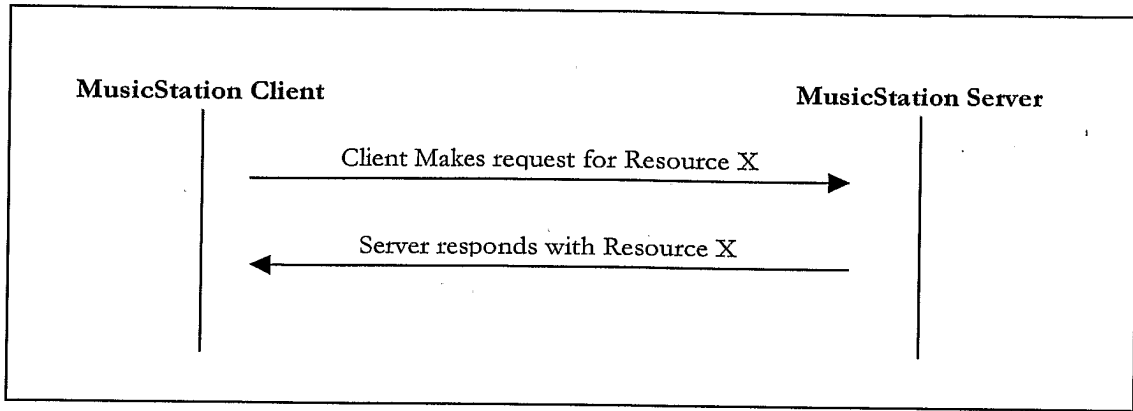 MusicStation Client
MusicStation Server
Client Makes request for Resource X
Server responds with Resource X